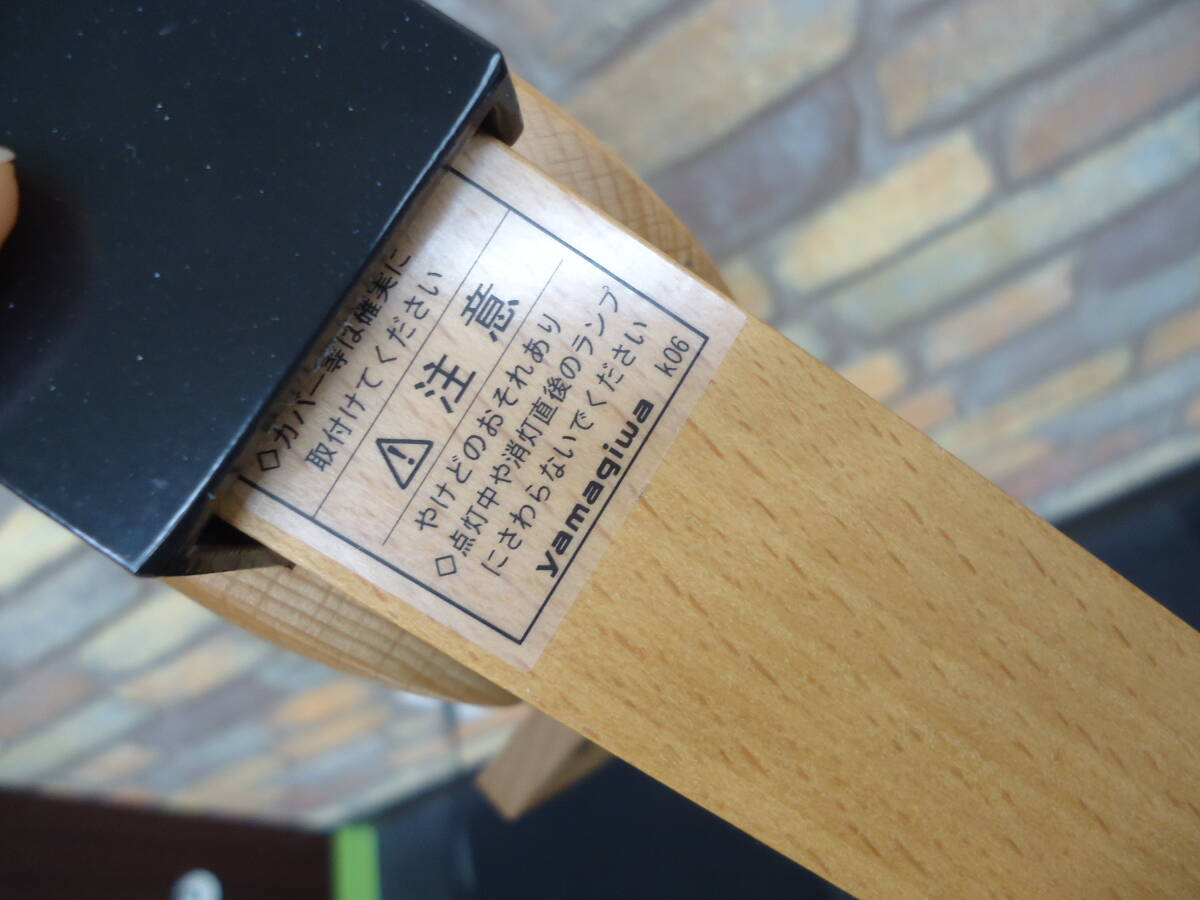 ◇カバー等は確実に
取付けてください
⚠注意
やけどのおそれあり
◇点灯中や消灯直後のランプ
にさわらないでください
yamagiwa k06